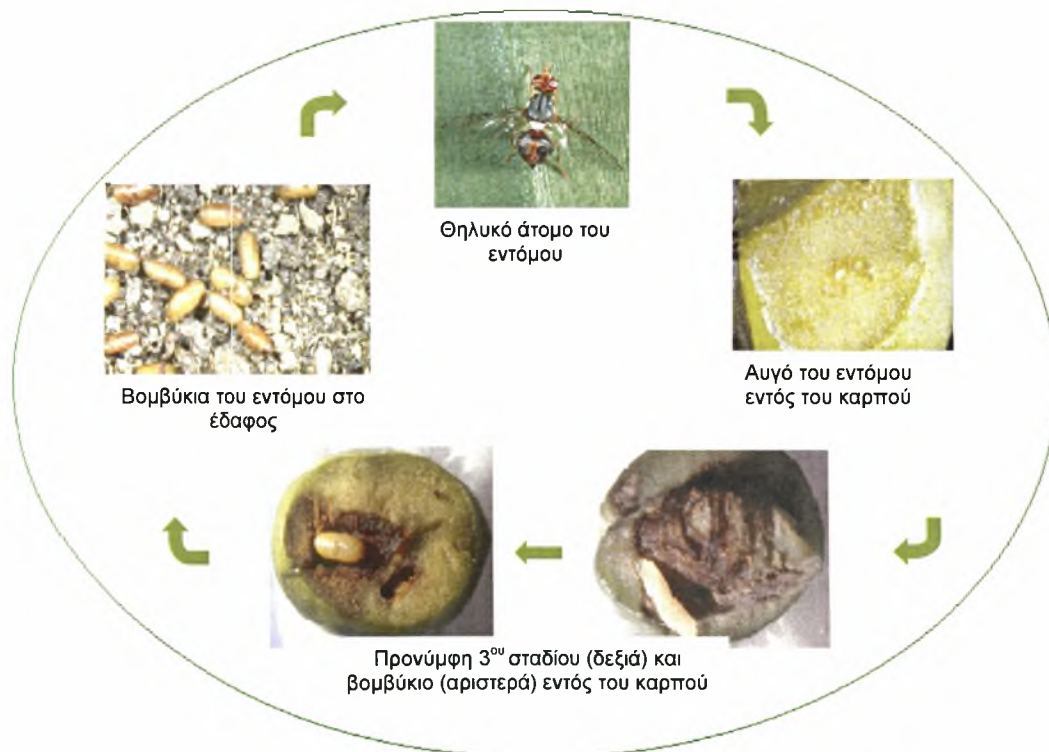 Θηλυκό άτομο του
εντόμου
Αυγό του εντόμου
εντός του καρπού
Βομβύκια του εντόμου στο
έδαφος
Προνύμφη 3ου σταδίου (δεξιά) και
βομβύκιο (αριστερά) εντός του καρπού